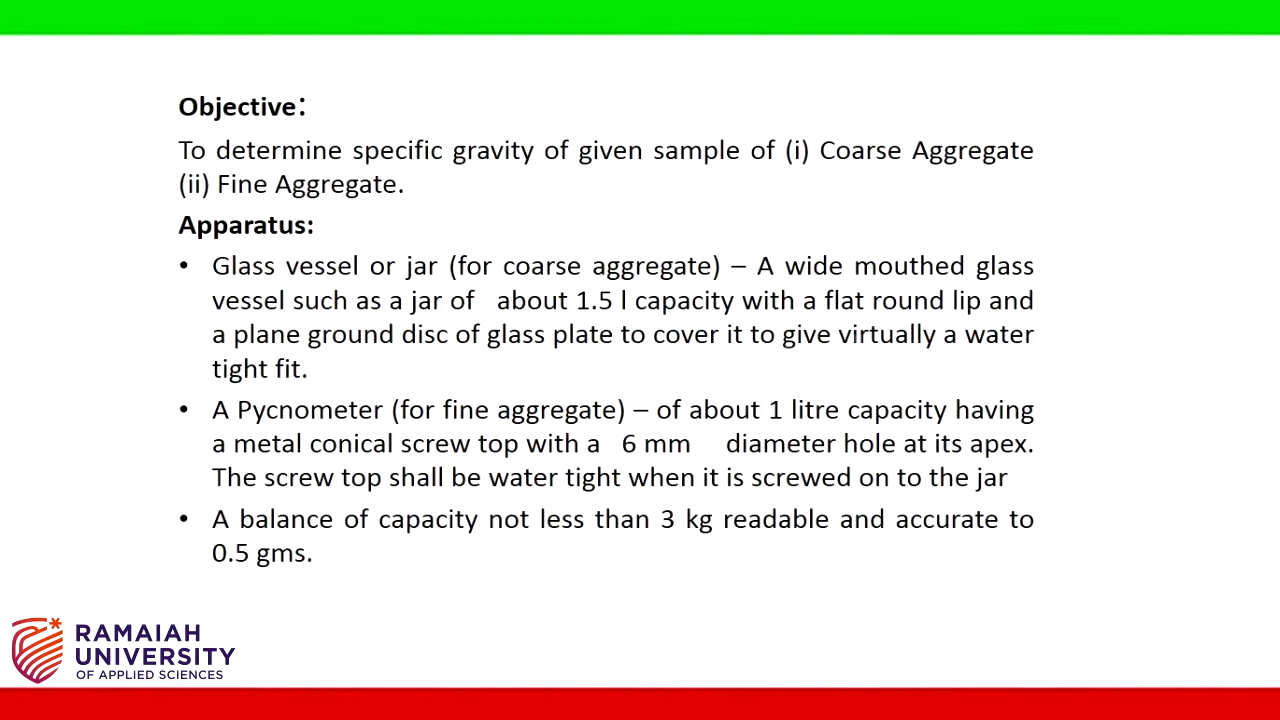 Objective:
To determine specific gravity of given sample of (i) Coarse Aggregate
(ii) Fine Aggregate.
Apparatus:
• Glass vessel or jar (for coarse aggregate) – A wide mouthed glass
vessel such as a jar of about 1.5 l capacity with a flat round lip and
a plane ground disc of glass plate to cover it to give virtually a water
tight fit.
• A Pycnometer (for fine aggregate) – of about 1 litre capacity having
a metal conical screw top with a 6 mm diameter hole at its apex.
The screw top shall be water tight when it is screwed on to the jar
• A balance of capacity not less than 3 kg readable and accurate to
0.5 gms.
RAMAIAH
UNIVERSITY
OF APPLIED SCIENCES